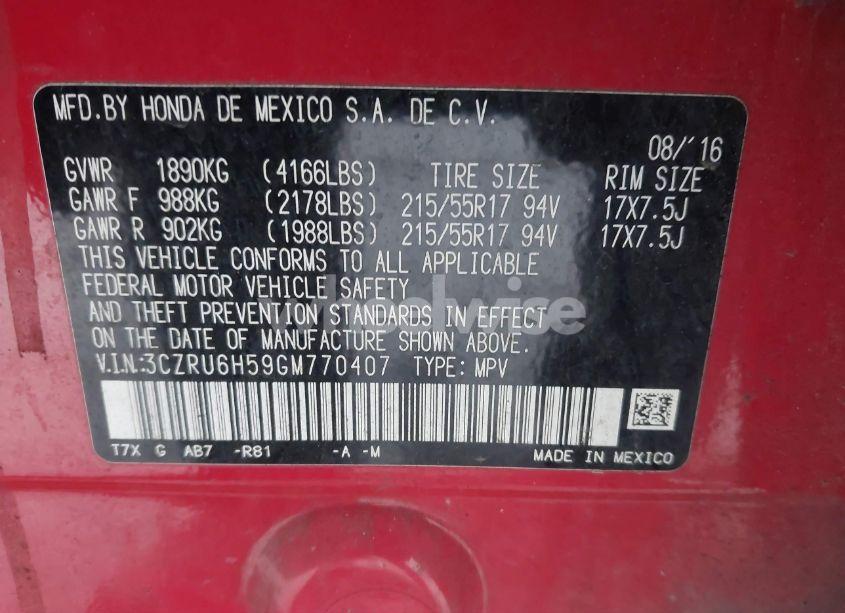 MFD.BY HONDA DE MEXICO S.A. DE C.V.
08/'16
GVWR 1890KG (4166LBS) TIRE SIZE RIM SIZE
GAWR F 988KG (2178LBS) 215/55R17 94V 17X7.5J
GAWR R 902KG (1988LBS) 215/55R17 94V 17X7.5J
THIS VEHICLE CONFORMS TO ALL APPLICABLE
FEDERAL MOTOR VEHICLE SAFETY
AND THEFT PREVENTION STANDARDS IN EFFECT
ON THE DATE OF MANUFACTURE SHOWN ABOVE.
V.I.N.:3CZRU6H59GM770407 TYPE: MPV
T7X G AB7 -R81 -A -M
MADE IN MEXICO